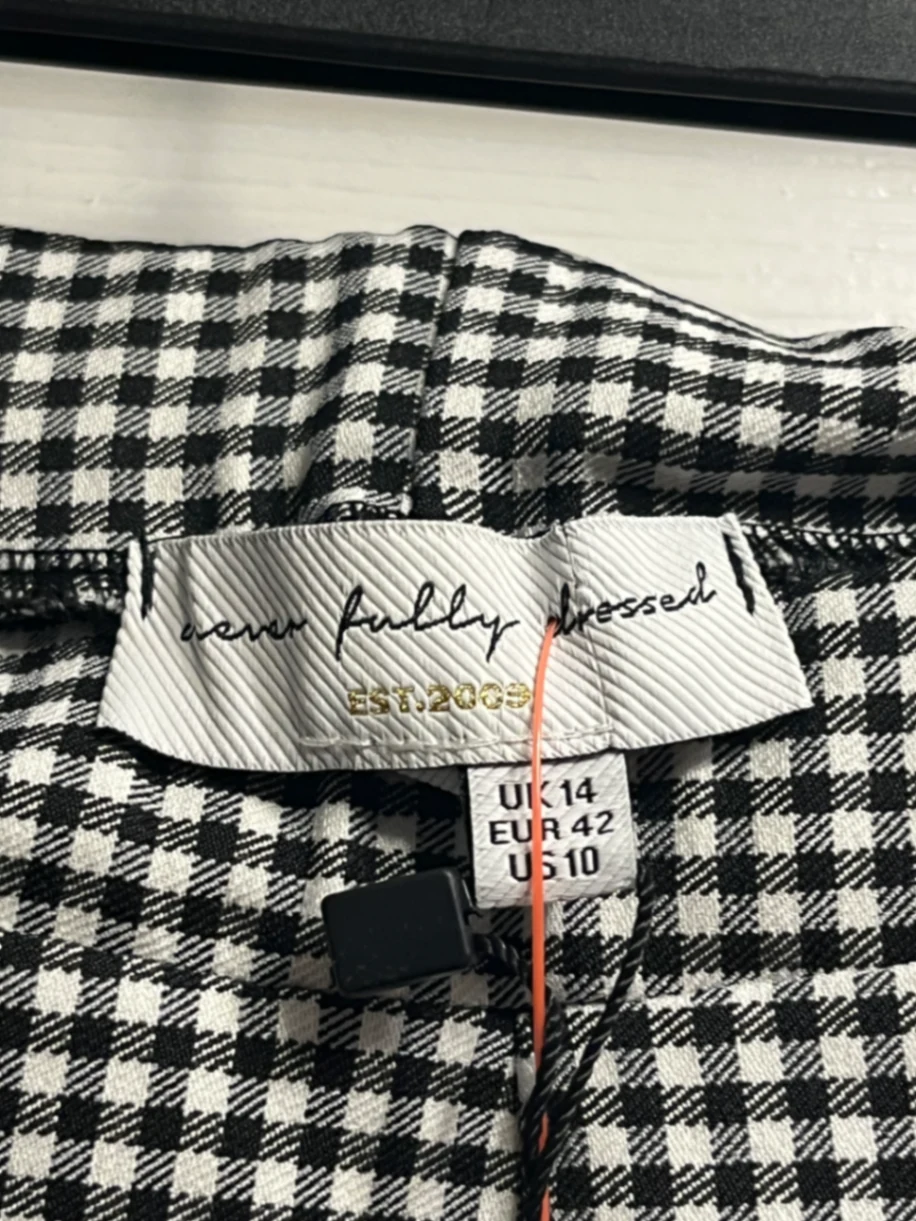 never fully dressed
EST.2009
UK 14
EUR 42
US 10